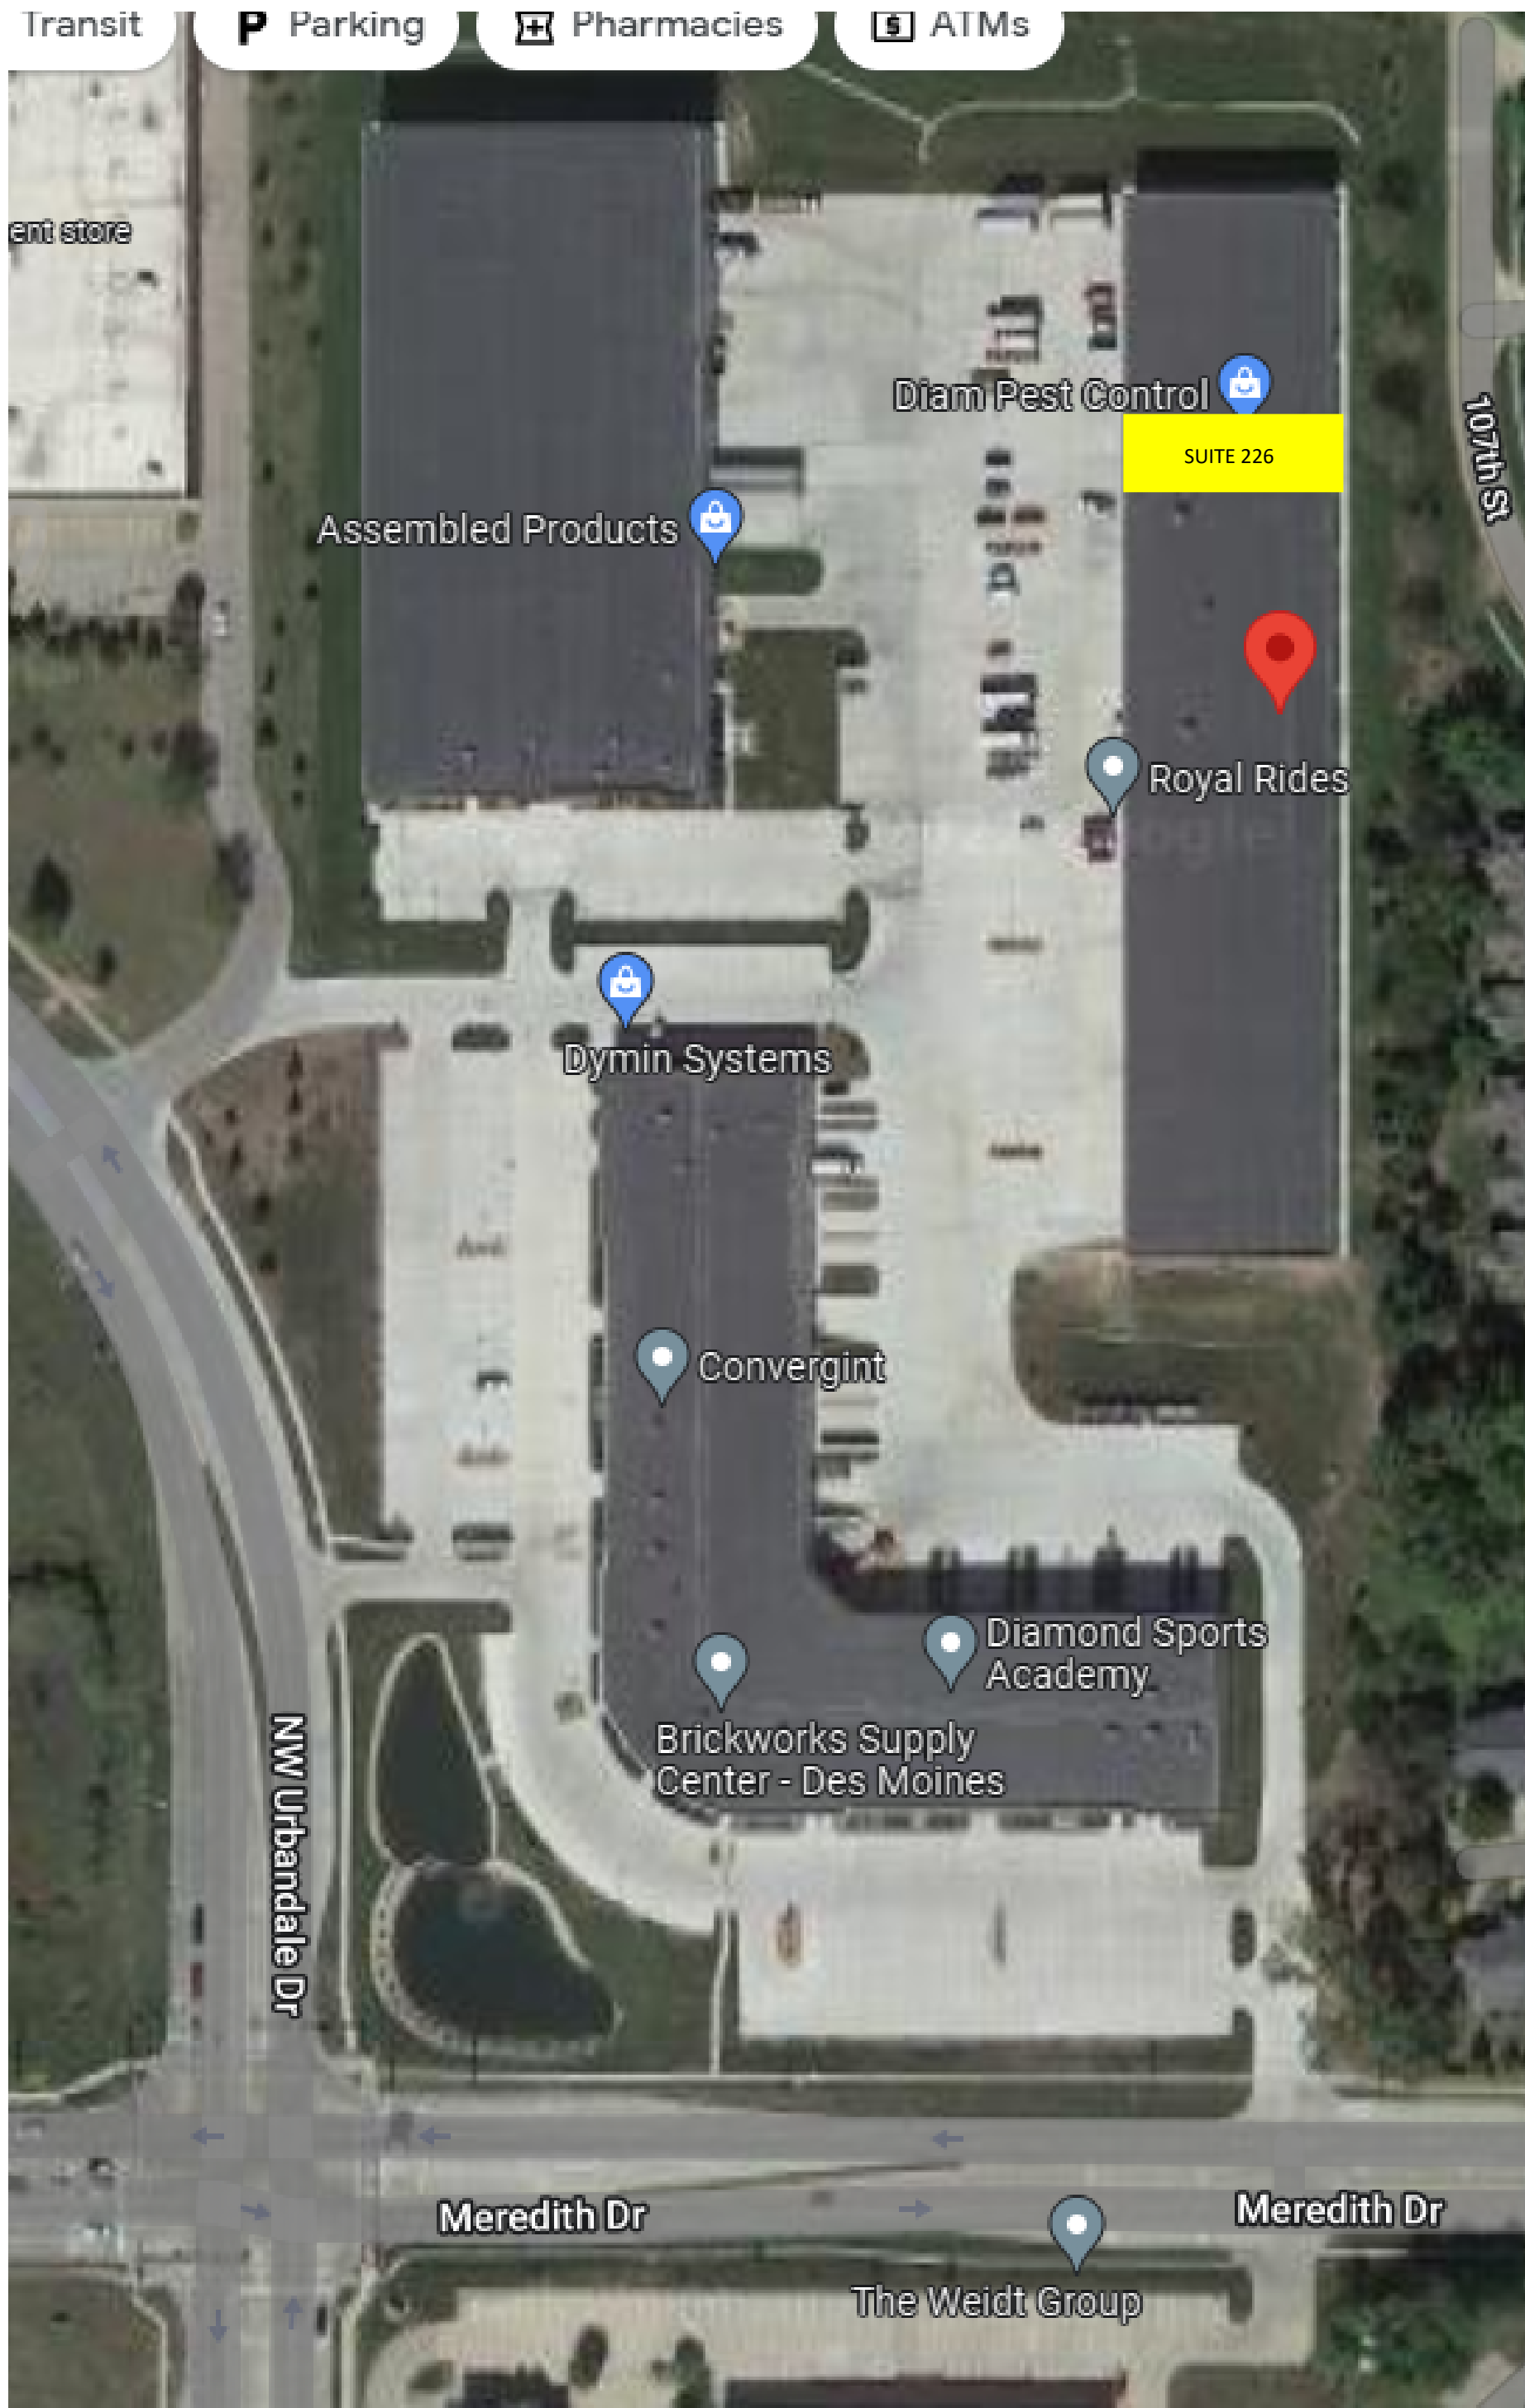 Transit
Parking
Pharmacies
ATMs
ent store
107th St
Diam Pest Control
SUITE 226
Assembled Products
Royal Rides
Dymin Systems
Convergint
Diamond Sports
Academy
Brickworks Supply
Center - Des Moines
NW Urbandale Dr
Meredith Dr
Meredith Dr
The Weidt Group